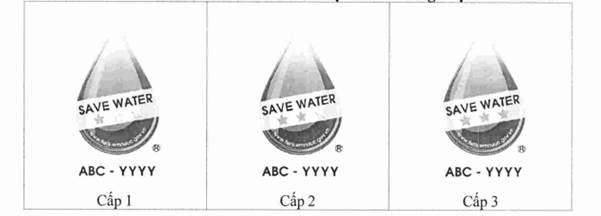 SAVE WATER
®
ABC - YYYY
Cấp 1
SAVE WATER
®
ABC - YYYY
Cấp 2
SAVE WATER
®
ABC - YYYY
Cấp 3